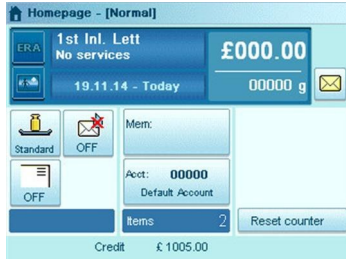 Homepage - [Normal]
ERA
1st Inl. Lett
No services
£000.00
19.11.14 - Today
00000 g
Standard
OFF
Mem:
OFF
Acct: 00000
Default Account
Items 2
Reset counter
Credit £ 1005.00